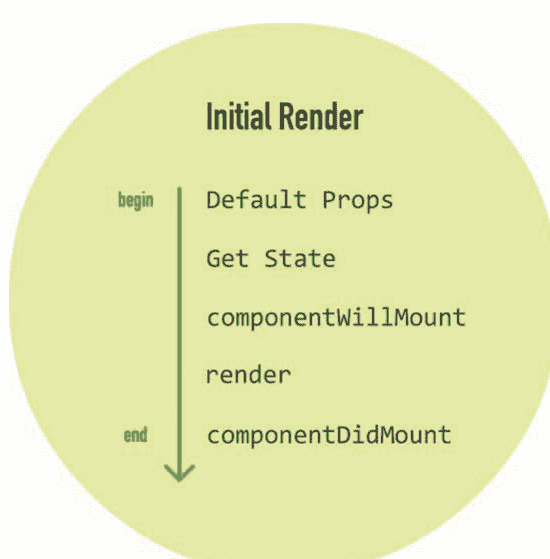 Initial Render
begin
Default Props
Get State
componentWillMount
render
end
componentDidMount